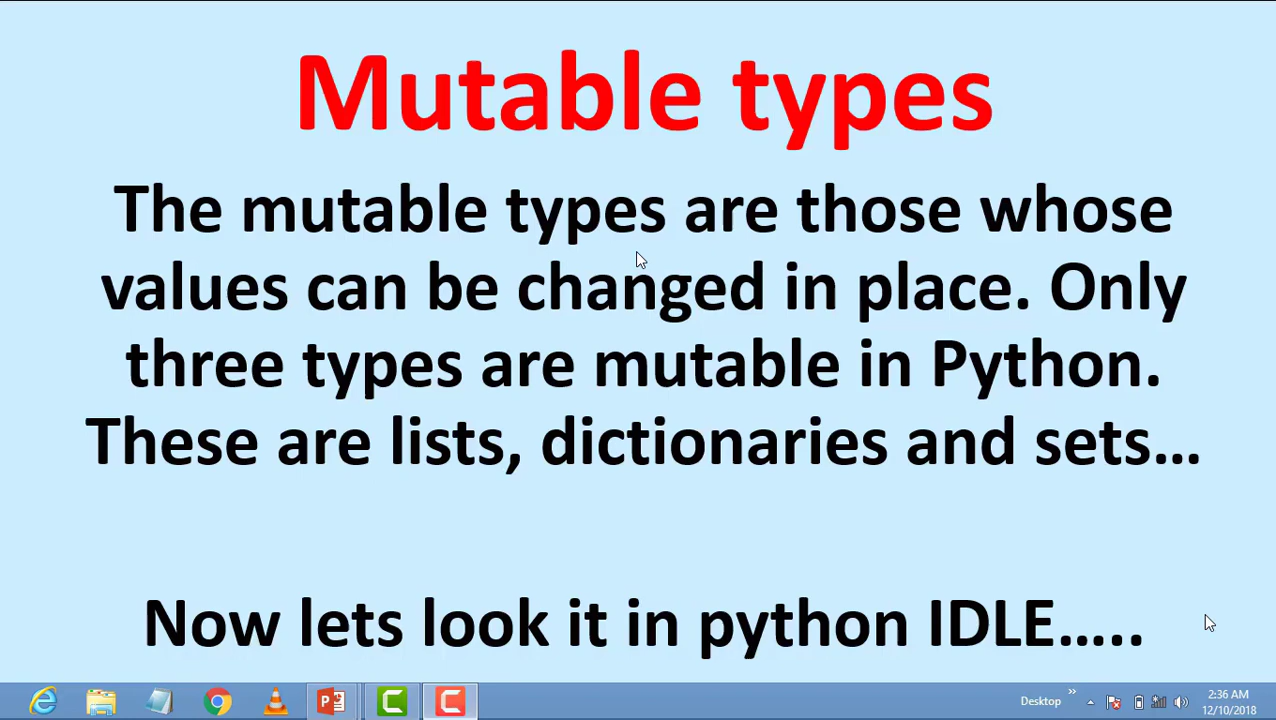 Mutable types
The mutable types are those whose
values can be changed in place. Only
three types are mutable in Python.
These are lists, dictionaries and sets...
Now lets look it in python IDLE.....
Desktop
2:36 AM
12/10/2018